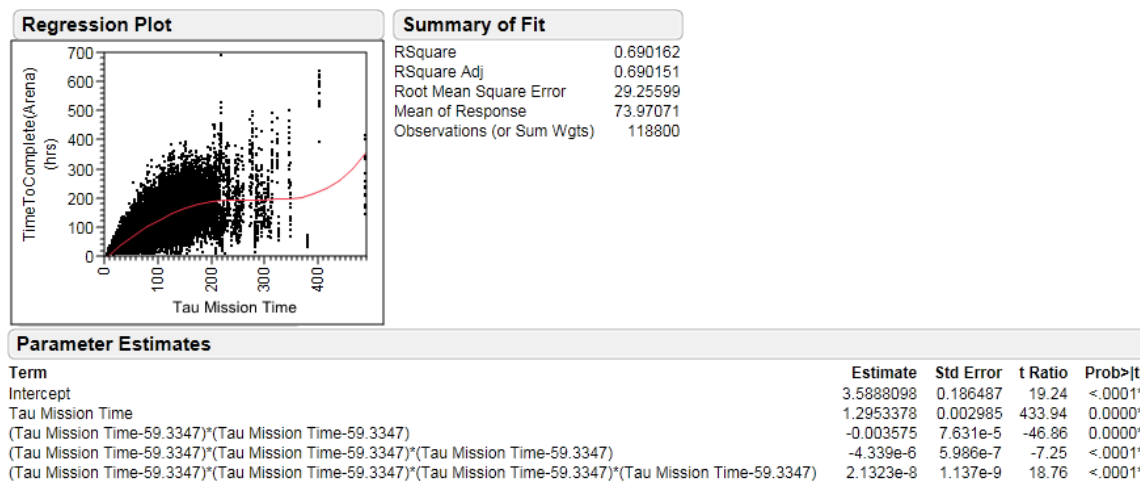 Regression Plot
700
600
500
400
300
200
100
0
TimeToComplete(Arena)
(hrs)
0
100
200
300
400
Tau Mission Time
Summary of Fit
RSquare 0.690162
RSquare Adj 0.690151
Root Mean Square Error 29.25599
Mean of Response 73.97071
Observations (or Sum Wgts) 118800
Parameter Estimates
Term Estimate Std Error t Ratio Prob>|t
Intercept 3.5888098 0.186487 19.24 <.0001*
Tau Mission Time 1.2953378 0.002985 433.94 0.0000*
(Tau Mission Time-59.3347)*(Tau Mission Time-59.3347) -0.003575 7.631e-5 -46.86 0.0000*
(Tau Mission Time-59.3347)*(Tau Mission Time-59.3347)*(Tau Mission Time-59.3347) -4.339e-6 5.986e-7 -7.25 <.0001*
(Tau Mission Time-59.3347)*(Tau Mission Time-59.3347)*(Tau Mission Time-59.3347)*(Tau Mission Time-59.3347) 2.1323e-8 1.137e-9 18.76 <.0001*